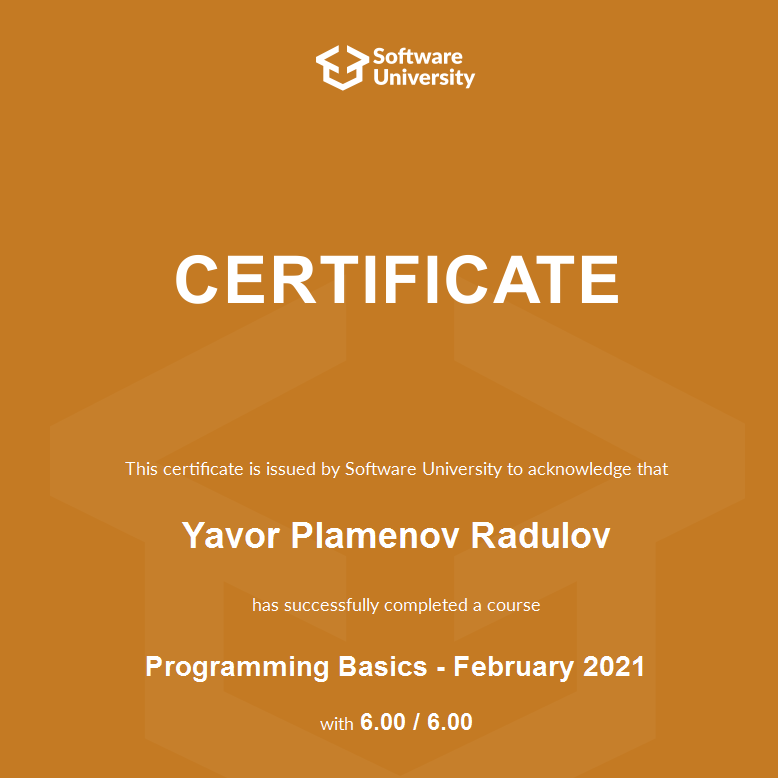 Software
University
CERTIFICATE
This certificate is issued by Software University to acknowledge that
Yavor Plamenov Radulov
has successfully completed a course
Programming Basics - February 2021
with 6.00 / 6.00